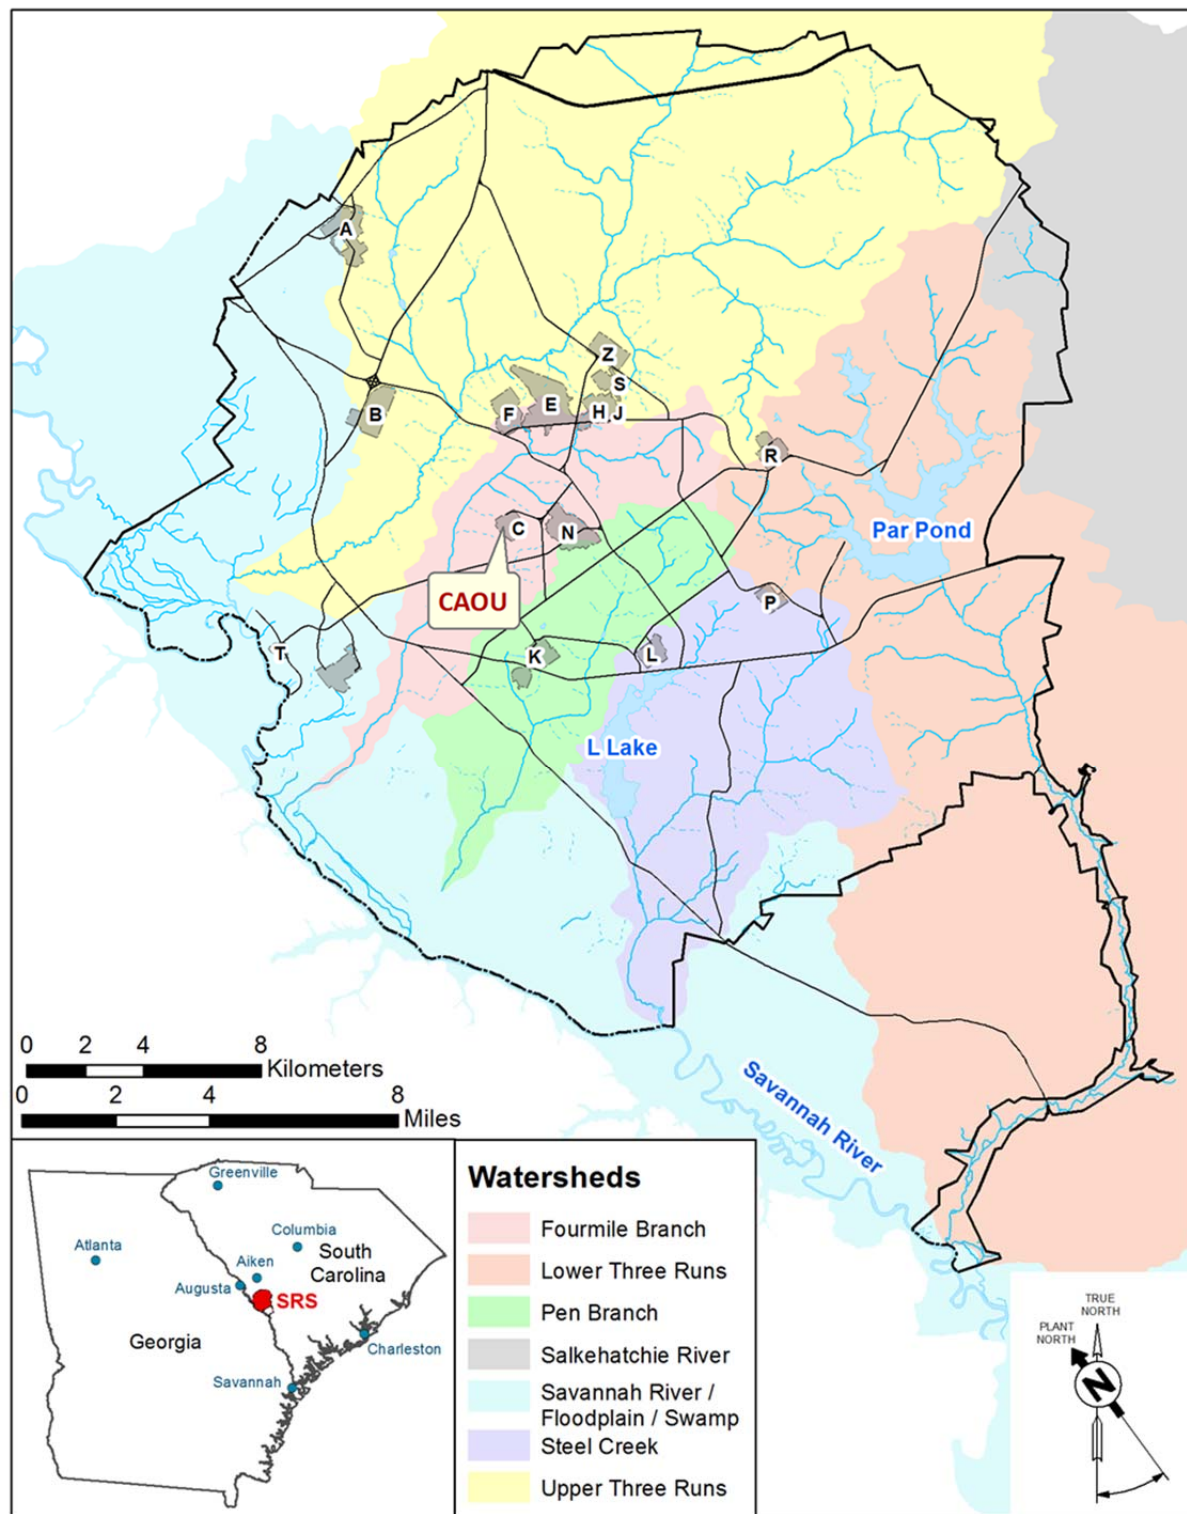 A
Z
S
E
F
H
J
B
R
C
N
Par Pond
CAOU
P
T
K
L
L Lake
0 2 4 8
Kilometers
0 2 4 8
Miles
Savannah River
Greenville
Columbia
Atlanta
South
Carolina
Aiken
Augusta
SRS
Georgia
Charleston
Savannah
Watersheds
Fourmile Branch
Lower Three Runs
Pen Branch
Salkehatchie River
Savannah River /
Floodplain / Swamp
Steel Creek
Upper Three Runs
TRUE
NORTH
PLANT
NORTH
N